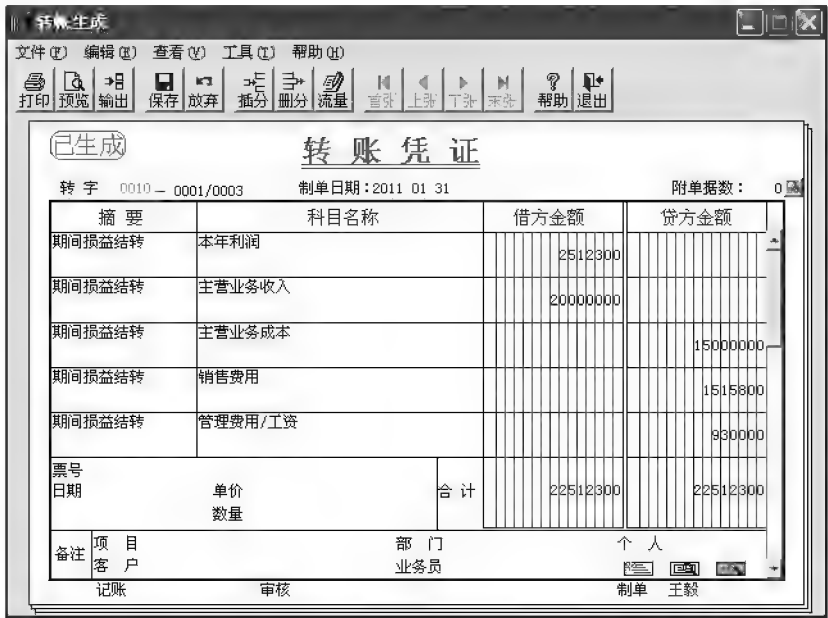 转帐生成
文件(F) 编辑(E) 查看(V) 工具(T) 帮助(H)
打印 预览 输出 保存 放弃 插分 删分 流量 首张 上张 下张 末张 帮助 退出
已生成
转账凭证
转 字 0010 - 0001/0003 制单日期:2011 01 31 附单据数: 0
摘要 科目名称 借方金额 贷方金额
期间损益结转 本年利润 2512300
期间损益结转 主营业务收入 20000000
期间损益结转 主营业务成本 15000000
期间损益结转 销售费用 1515800
期间损益结转 管理费用/工资 930000
票号
日期 单价 合计 22512300 22512300
数量
备注 项目 部门 个人
客户 业务员
记账 审核 制单 王毅